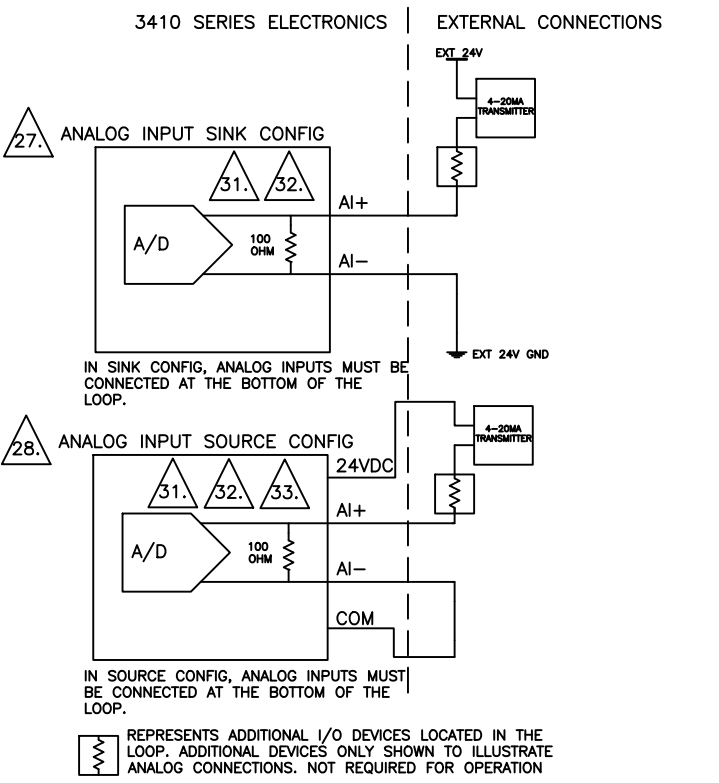 3410 SERIES ELECTRONICS
EXTERNAL CONNECTIONS
EXT 24V
4-20MA
TRANSMITTER
27.
ANALOG INPUT SINK CONFIG
31.
32.
AI+
A/D
100
OHM
AI-
EXT 24V GND
IN SINK CONFIG, ANALOG INPUTS MUST BE
CONNECTED AT THE BOTTOM OF THE
LOOP.
28.
ANALOG INPUT SOURCE CONFIG
4-20MA
TRANSMITTER
24VDC
31.
32.
33.
AI+
A/D
100
OHM
AI-
COM
IN SOURCE CONFIG, ANALOG INPUTS MUST
BE CONNECTED AT THE BOTTOM OF THE
LOOP.
REPRESENTS ADDITIONAL I/O DEVICES LOCATED IN THE
LOOP. ADDITIONAL DEVICES ONLY SHOWN TO ILLUSTRATE
ANALOG CONNECTIONS. NOT REQUIRED FOR OPERATION